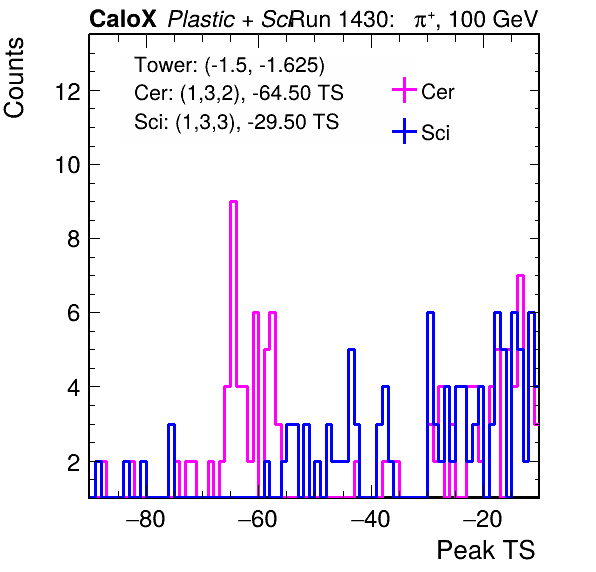 CaloX Plastic + Sci Run 1430: π+, 100 GeV
Tower: (-1.5, -1.625)
Cer: (1,3,2), -64.50 TS
Sci: (1,3,3), -29.50 TS
Cer
Sci
Counts
12
10
8
6
4
2
−80 −60 −40 −20
Peak TS